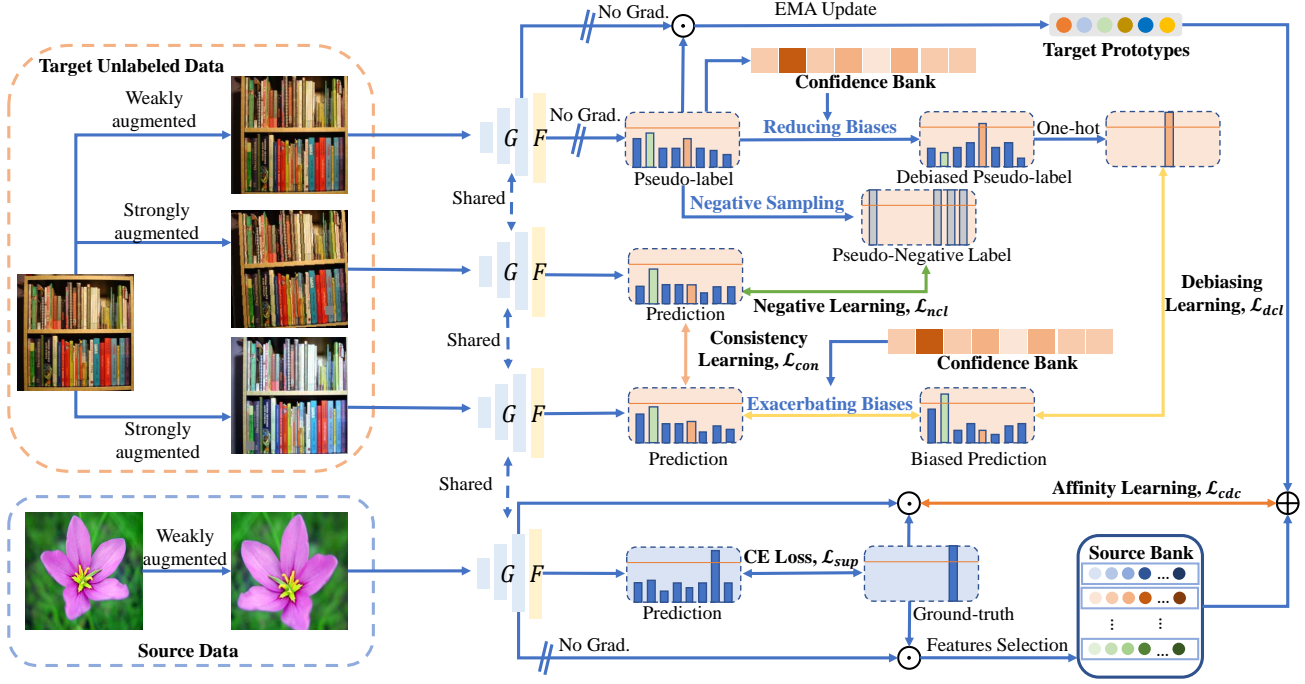 No Grad.
EMA Update
Target Prototypes
Target Unlabeled Data
Weakly
augmented
Confidence Bank
G
F
No Grad.
Reducing Biases
One-hot
Pseudo-label
Debiased Pseudo-label
Shared
Negative Sampling
Strongly
augmented
Pseudo-Negative Label
G
F
Prediction
Negative Learning, ℒncl
Debiasing
Learning, ℒdcl
Shared
Consistency
Learning, ℒcon
Confidence Bank
G
F
Exacerbating Biases
Strongly
augmented
Prediction
Biased Prediction
Shared
Affinity Learning, ℒcdc
Weakly
augmented
G
F
CE Loss, ℒsup
Source Bank
...
...
...
Prediction
Ground-truth
No Grad.
Features Selection
Source Data